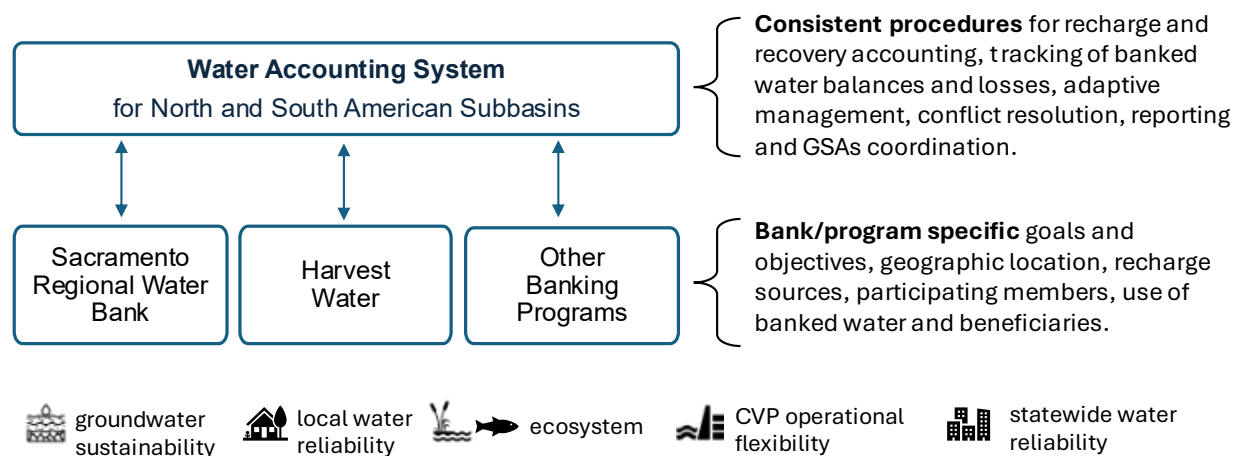 Water Accounting System
for North and South American Subbasins
Consistent procedures for recharge and
recovery accounting, tracking of banked
water balances and losses, adaptive
management, conflict resolution, reporting
and GSAs coordination.
Sacramento
Regional Water
Bank
Harvest
Water
Other
Banking
Programs
Bank/program specific goals and
objectives, geographic location, recharge
sources, participating members, use of
banked water and beneficiaries.
groundwater
sustainability
local water
reliability
ecosystem
CVP operational
flexibility
statewide water
reliability